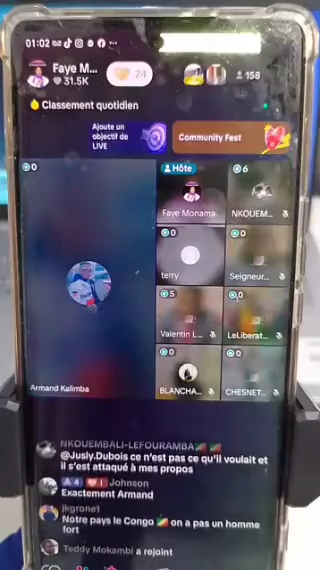 01:02
Faye M...
31.5K
24
158
Classement quotidien
Ajoute un
objectif de
LIVE
Community Fest
0
Hôte
Faye Monama
6
NKOUEM...
0
terry
0
Seigneur...
5
Valentin L...
0
LeLiberat...
0
BLANCHA...
0
CHESNET...
Armand Kalimba
NKOUEMBALI-LEFOURAMBA🇨🇬🇨🇬
@Jusly.Dubois ce n'est pas ce qu'il voulait et
il s'est attaqué à mes propos
4 1 Johnson
Exactement Armand
jkgrone1
Notre pays le Congo 🇨🇬 on a pas un homme
fort
Teddy Mokambi a rejoint